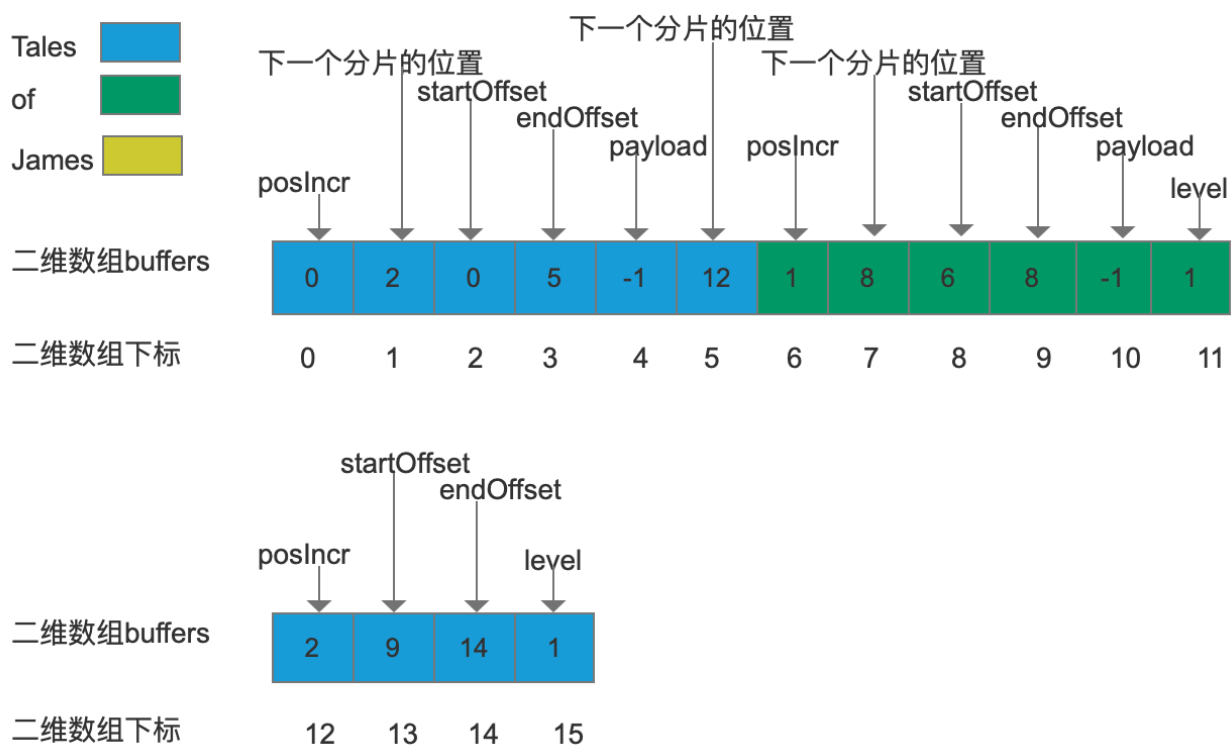 Tales
of
James
下一个分片的位置
下一个分片的位置
下一个分片的位置
startOffset
startOffset
endOffset
endOffset
payload
posIncr
payload
posIncr
level
二维数组buffers
0 2 0 5 -1 12 1 8 6 8 -1 1
二维数组下标
0 1 2 3 4 5 6 7 8 9 10 11
startOffset
endOffset
posIncr
level
二维数组buffers
2 9 14 1
二维数组下标
12 13 14 15